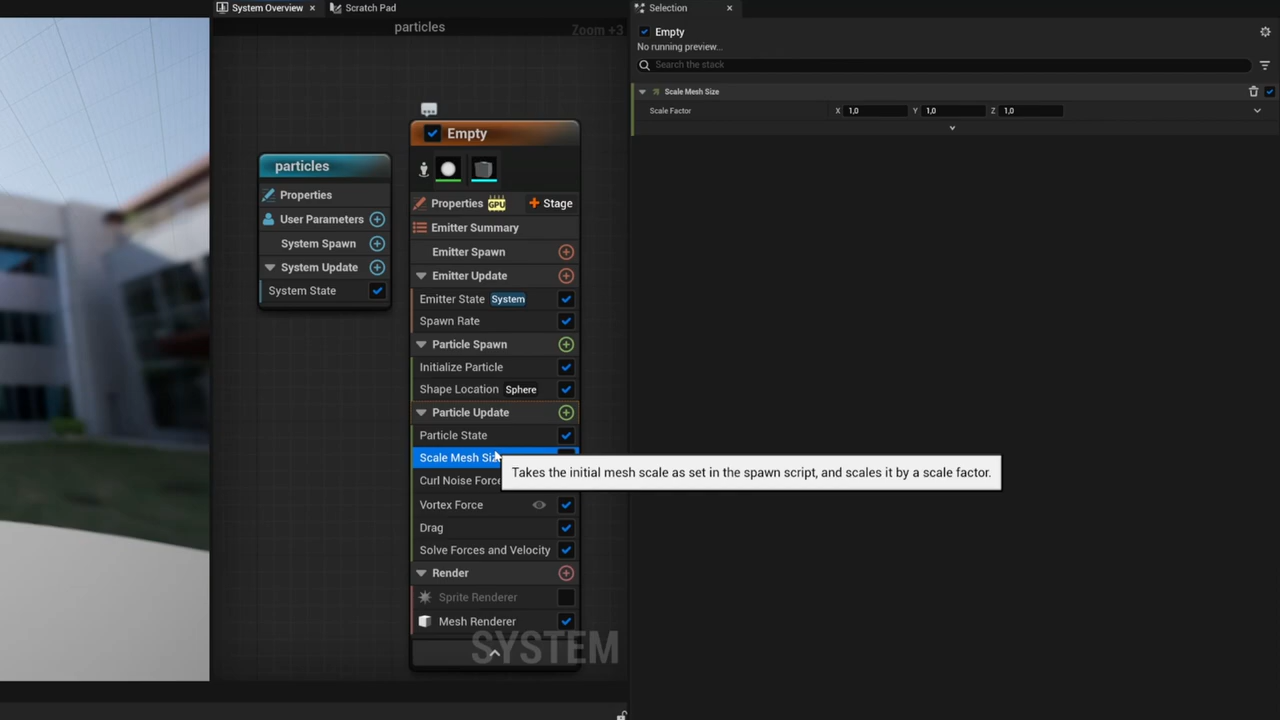 System Overview
Scratch Pad
particles
Zoom +3
particles
Properties
User Parameters
System Spawn
System Update
System State
Empty
Properties GPU + Stage
Emitter Summary
Emitter Spawn
Emitter Update
Emitter State System
Spawn Rate
Particle Spawn
Initialize Particle
Shape Location Sphere
Particle Update
Particle State
Scale Mesh Siz
Curl Noise Force
Vortex Force
Drag
Solve Forces and Velocity
Render
Sprite Renderer
Mesh Renderer
SYSTEM
Takes the initial mesh scale as set in the spawn script, and scales it by a scale factor.
Selection
Empty
No running preview...
Search the stack
Scale Mesh Size
Scale Factor X 1,0 Y 1,0 Z 1,0